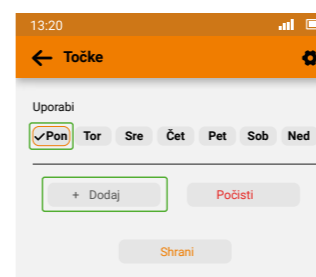 13:20
Točke
Uporabi
Pon Tor Sre Čet Pet Sob Ned
+ Dodaj Počisti
Shrani